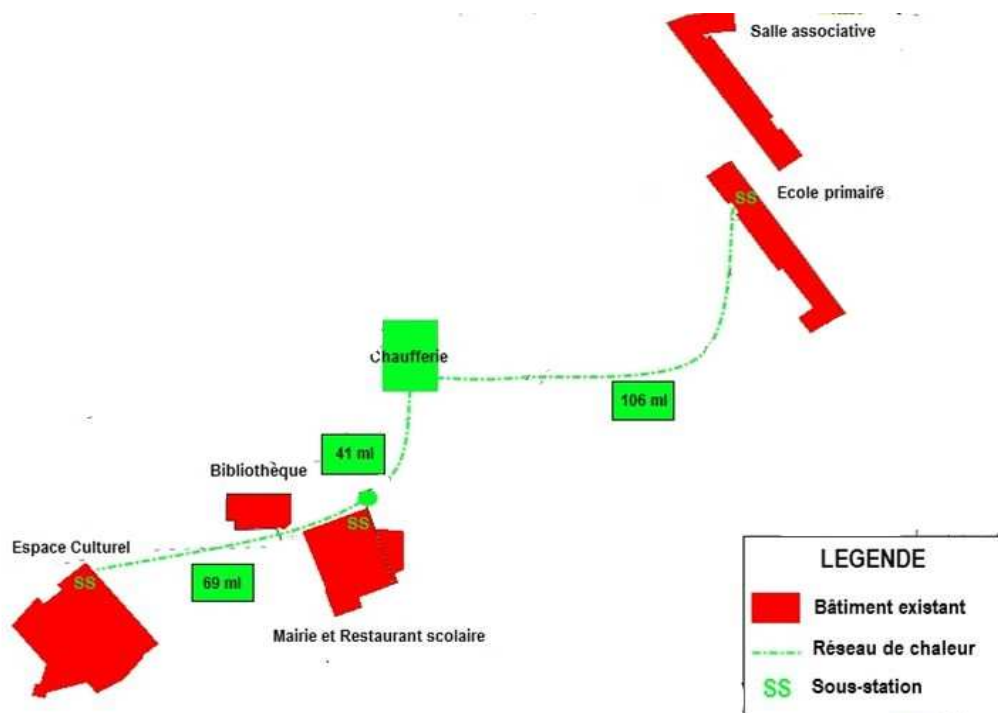 Salle associative
Ecole primaire
SS
Chaufferie
106 ml
41 ml
Bibliothèque
SS
Espace Culturel
SS
69 ml
Mairie et Restaurant scolaire
LEGENDE
Bâtiment existant
Réseau de chaleur
SS Sous-station